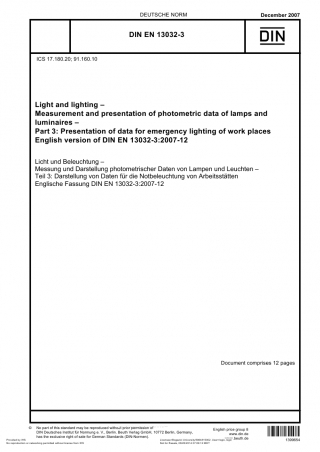 DEUTSCHE NORM
December 2007
DIN EN 13032-3
DIN
ICS 17.180.20; 91.160.10
Light and lighting –
Measurement and presentation of photometric data of lamps and
luminaires –
Part 3: Presentation of data for emergency lighting of work places
English version of DIN EN 13032-3:2007-12
Licht und Beleuchtung –
Messung und Darstellung photometrischer Daten von Lampen und Leuchten –
Teil 3: Darstellung von Daten für die Notbeleuchtung von Arbeitsstätten
Englische Fassung DIN EN 13032-3:2007-12
Document comprises 12 pages
© No part of this standard may be reproduced without prior permission of
DIN Deutsches Institut für Normung e.V., Berlin. Beuth Verlag GmbH, 10772 Berlin, Germany,
has the exclusive right of sale for German Standards (DIN-Normen).
English price group 8
www.din.de
www.beuth.de